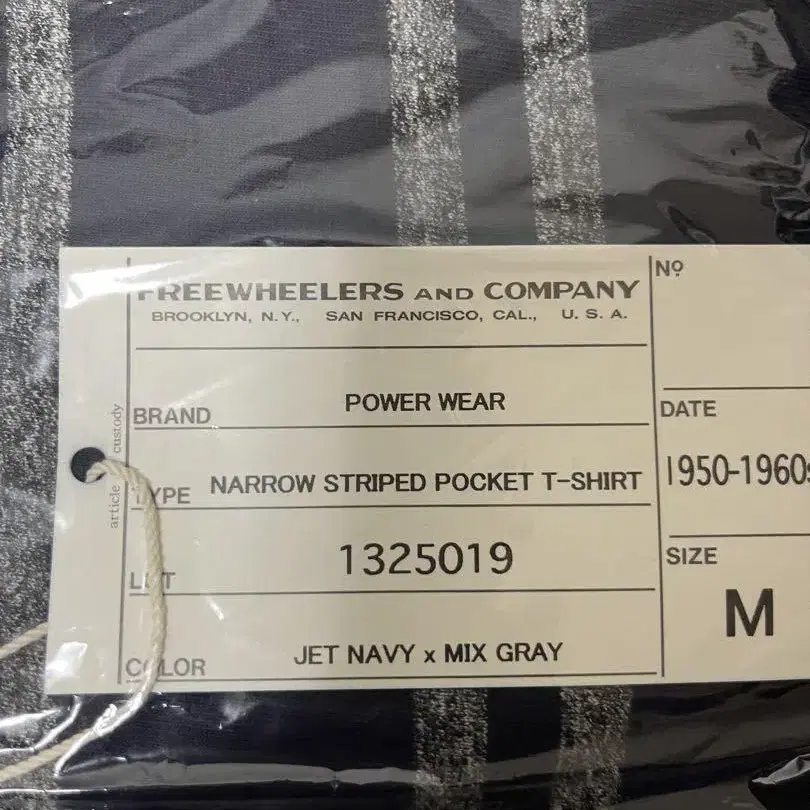 FREEWHEELERS AND COMPANY
BROOKLYN, N.Y., SAN FRANCISCO, CAL., U. S. A.
BRAND POWER WEAR
TYPE NARROW STRIPED POCKET T-SHIRT
LOT 1325019
COLOR JET NAVY x MIX GRAY
Nº
DATE
1950-1960s
SIZE
M
article custody